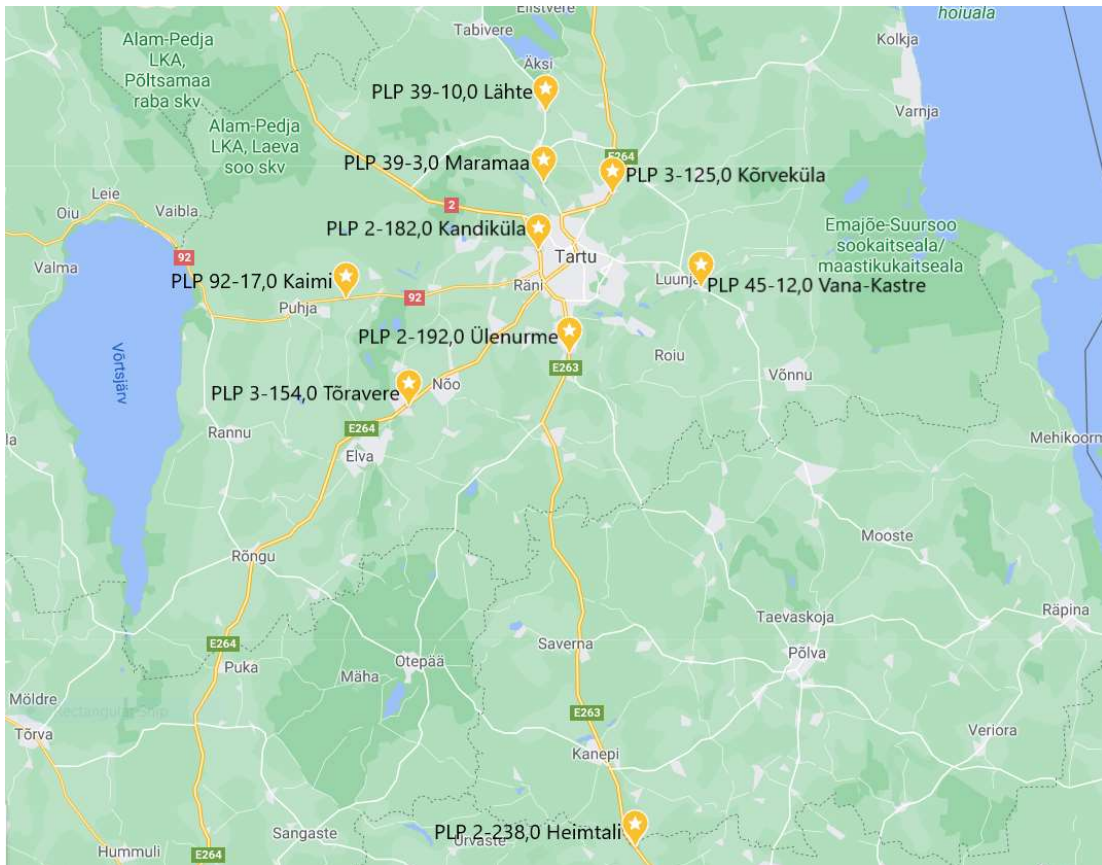 hoiuala
Elistvere
Tabivere
Alam-Pedja
LKA,
Põltsamaa
raba skv
Kolkja
Äksi
PLP 39-10,0 Lähte
Varnja
Alam-Pedja
LKA, Laeva
soo skv
PLP 39-3,0 Maramaa
E264
PLP 3-125,0 Kõrveküla
Leie
Oiu
Vaibla
2
PLP 2-182,0 Kandiküla
Emajõe-Suursoo
sookaitseala/
maastikukaitseala
Valma
92
Tartu
PLP 92-17,0 Kaimi
92
Räni
Luunja
PLP 45-12,0 Vana-Kastre
Puhja
PLP 2-192,0 Ülenurme
Võrtsjärv
Roiu
E263
Võnnu
Nõo
PLP 3-154,0 Tõravere
E264
Rannu
Mehikoorm
la
Elva
Mooste
Rõngu
Taevaskoja
Räpina
E264
Saverna
Puka
Otepää
Mäha
Põlva
Möldre
E263
Tõrva
Veriora
Kanepi
PLP 2-238,0 Heimtali
Sangaste
Urvaste
Hummuli
E264